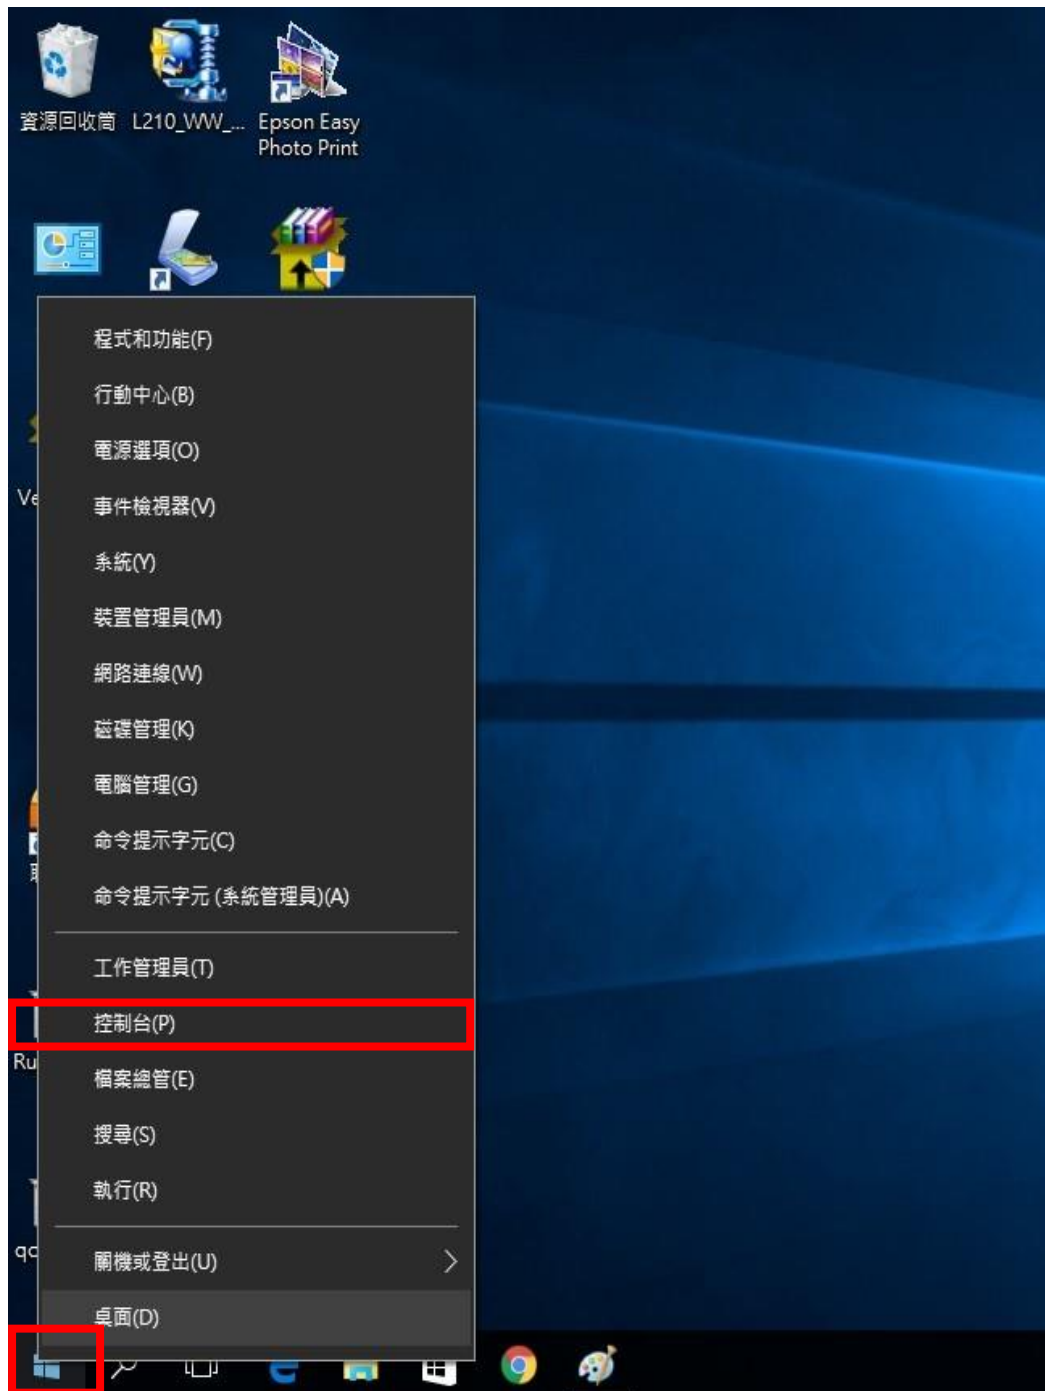 資源回收筒
L210_WW_...
Epson Easy
Photo Print
程式和功能(F)
行動中心(B)
電源選項(O)
Ve
事件檢視器(V)
系統(Y)
裝置管理員(M)
網路連線(W)
磁碟管理(K)
電腦管理(G)
命令提示字元(C)
命令提示字元 (系統管理員)(A)
工作管理員(T)
控制台(P)
Ru
檔案總管(E)
搜尋(S)
執行(R)
qc
關機或登出(U)
桌面(D)